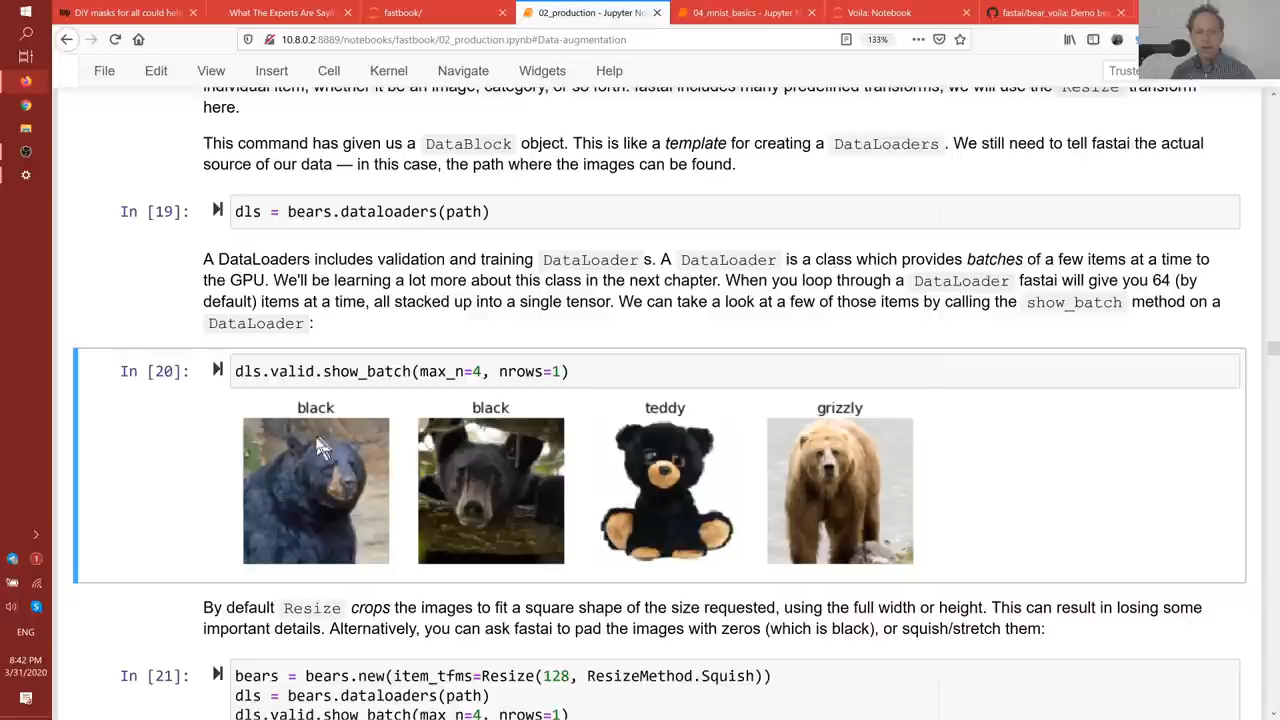 DIY masks for all could help
What The Experts Are Sayi
fastbook/
02_production - Jupyter No
04_mnist_basics - Jupyter N
Voila: Notebook
fastai/bear_voila: Demo be
10.8.0.2:8889/notebooks/fastbook/02_production.ipynb#Data-augmentation
133%
File Edit View Insert Cell Kernel Navigate Widgets Help
Truste
individual item, whether it be an image, category, or so forth. fastai includes many predefined transforms, we will use the Resize transform
here.
This command has given us a DataBlock object. This is like a template for creating a DataLoaders. We still need to tell fastai the actual
source of our data — in this case, the path where the images can be found.
In [19]: dls = bears.dataloaders(path)
A DataLoaders includes validation and training DataLoader s. A DataLoader is a class which provides batches of a few items at a time to
the GPU. We'll be learning a lot more about this class in the next chapter. When you loop through a DataLoader fastai will give you 64 (by
default) items at a time, all stacked up into a single tensor. We can take a look at a few of those items by calling the show_batch method on a
DataLoader :
In [20]: dls.valid.show_batch(max_n=4, nrows=1)
black black teddy grizzly
By default Resize crops the images to fit a square shape of the size requested, using the full width or height. This can result in losing some
important details. Alternatively, you can ask fastai to pad the images with zeros (which is black), or squish/stretch them:
In [21]: bears = bears.new(item_tfms=Resize(128, ResizeMethod.Squish))
dls = bears.dataloaders(path)
dls.valid.show_batch(max_n=4, nrows=1)
ENG
8:42 PM
3/31/2020